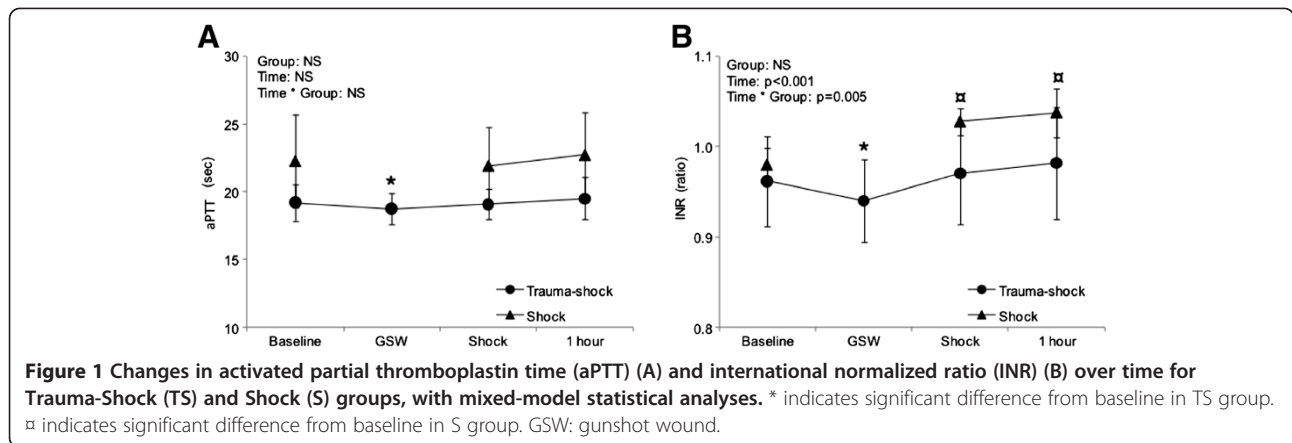 A
30
25
20
15
10
aPTT (sec)
Group: NS
Time: NS
Time * Group: NS
*
Trauma-shock
Shock
Baseline GSW Shock 1 hour
B
1.1
1.0
0.9
0.8
INR (ratio)
Group: NS
Time: p<0.001
Time * Group: p=0.005
*
¤
¤
Trauma-shock
Shock
Baseline GSW Shock 1 hour
Figure 1 Changes in activated partial thromboplastin time (aPTT) (A) and international normalized ratio (INR) (B) over time for
Trauma-Shock (TS) and Shock (S) groups, with mixed-model statistical analyses. * indicates significant difference from baseline in TS group.
¤ indicates significant difference from baseline in S group. GSW: gunshot wound.